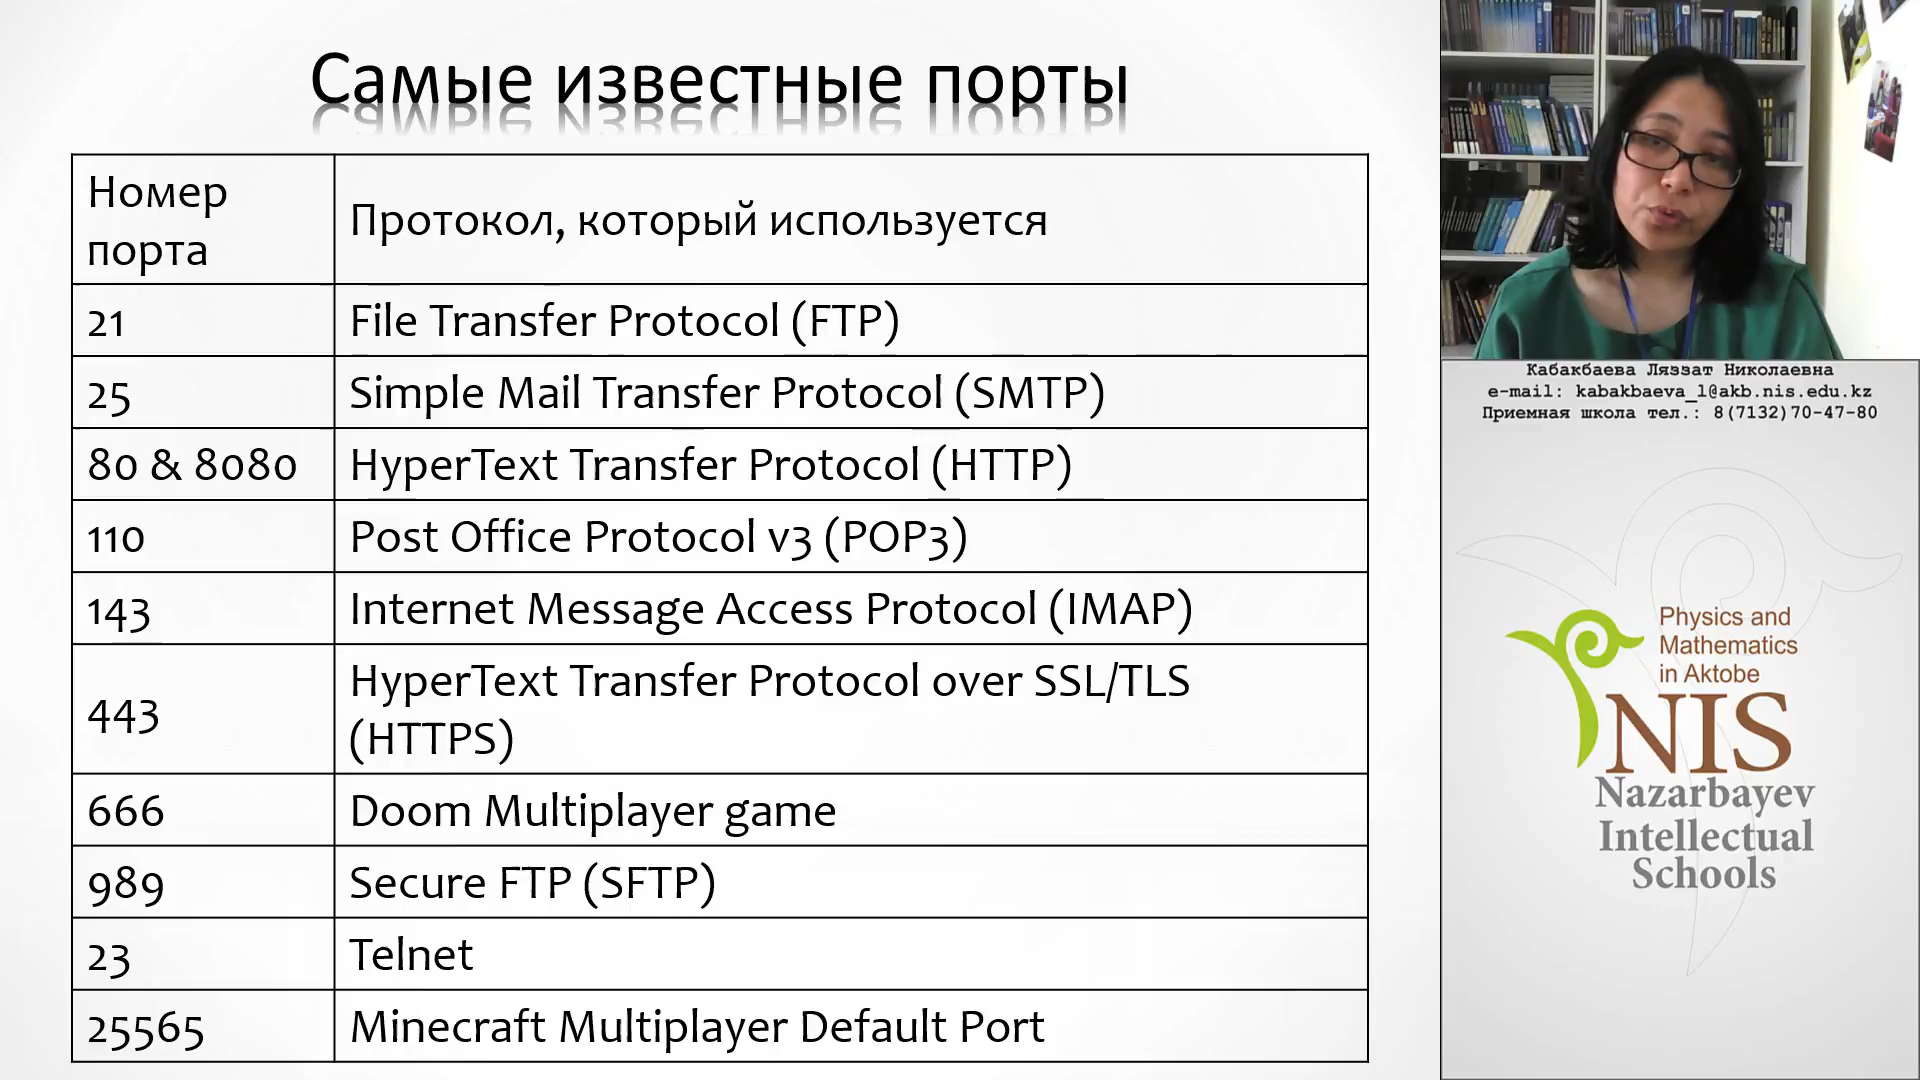 Самые известные порты
Номер
порта
Протокол, который используется
21
File Transfer Protocol (FTP)
25
Simple Mail Transfer Protocol (SMTP)
80 & 8080
HyperText Transfer Protocol (HTTP)
110
Post Office Protocol v3 (POP3)
143
Internet Message Access Protocol (IMAP)
443
HyperText Transfer Protocol over SSL/TLS
(HTTPS)
666
Doom Multiplayer game
989
Secure FTP (SFTP)
23
Telnet
25565
Minecraft Multiplayer Default Port
Кабакбаева Ляззат Николаевна
e-mail: kabakbaeva_l@akb.nis.edu.kz
Приемная школа тел.: 8(7132)70-47-80
Physics and
Mathematics
in Aktobe
NIS
Nazarbayev
Intellectual
Schools